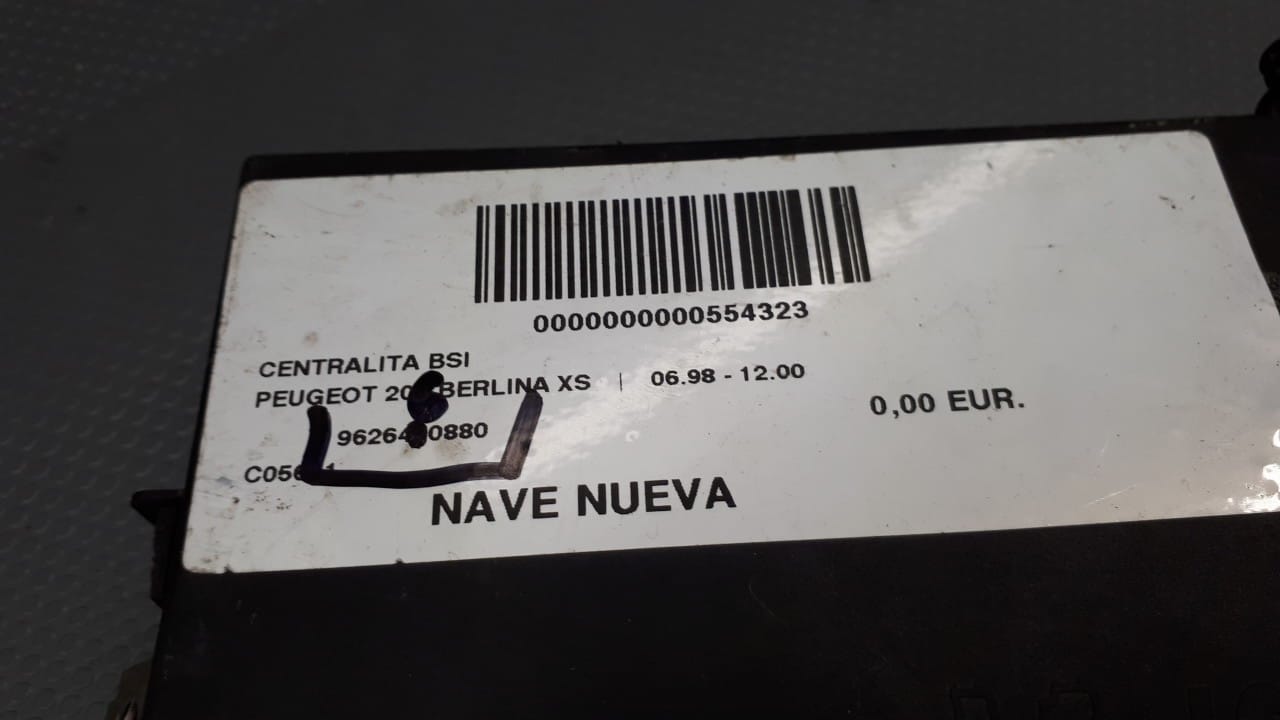 0000000000554323
CENTRALITA BSI
PEUGEOT BERLINA XS | 06.98 - 12.00
0,00 EUR.
NAVE NUEVA